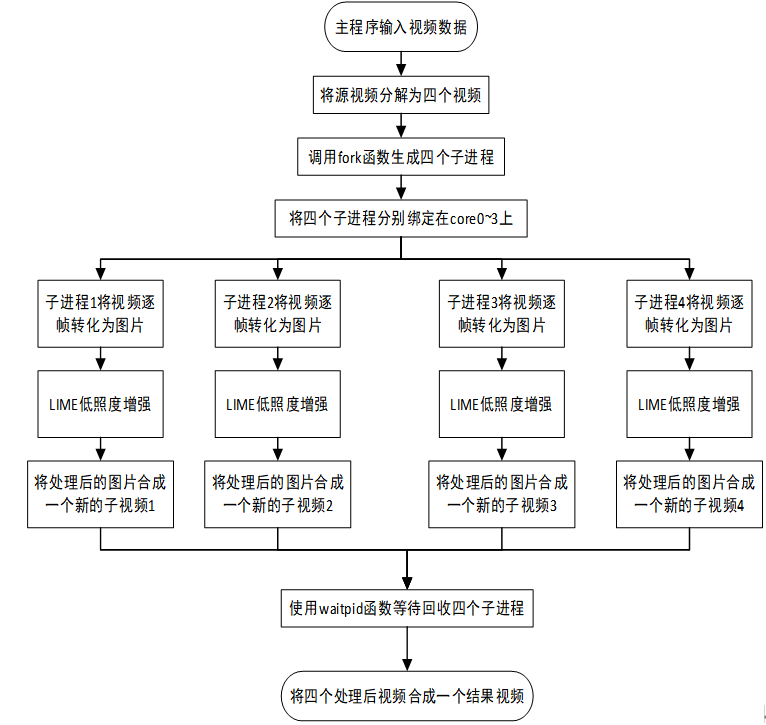 主程序输入视频数据
将源视频分解为四个视频
调用fork函数生成四个子进程
将四个子进程分别绑定在core0~3上
子进程1将视频逐
帧转化为图片
子进程2将视频逐
帧转化为图片
子进程3将视频逐
帧转化为图片
子进程4将视频逐
帧转化为图片
LIME低照度增强
LIME低照度增强
LIME低照度增强
LIME低照度增强
将处理后的图片合成
一个新的子视频1
将处理后的图片合成
一个新的子视频2
将处理后的图片合成
一个新的子视频3
将处理后的图片合成
一个新的子视频4
使用waitpid函数等待回收四个子进程
将四个处理后视频合成一个结果视频